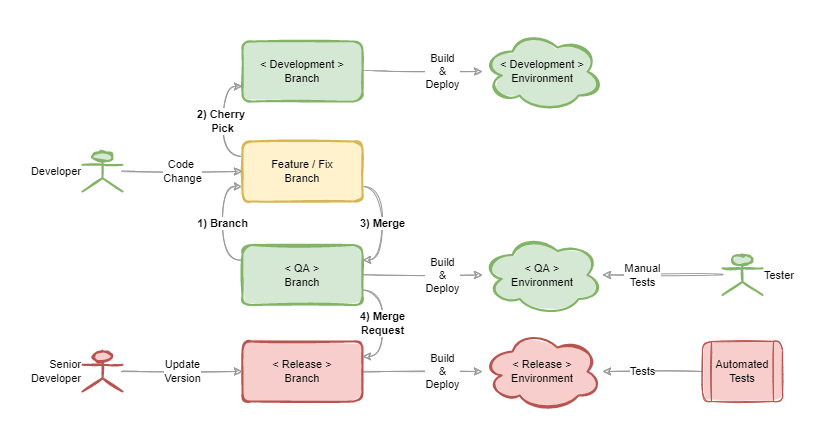 < Development >
Branch
Build
&
Deploy
< Development >
Environment
2) Cherry
Pick
Developer
Code
Change
Feature / Fix
Branch
1) Branch
3) Merge
< QA >
Branch
Build
&
Deploy
< QA >
Environment
Manual
Tests
Tester
4) Merge
Request
Senior
Developer
Update
Version
< Release >
Branch
Build
&
Deploy
< Release >
Environment
Tests
Automated
Tests